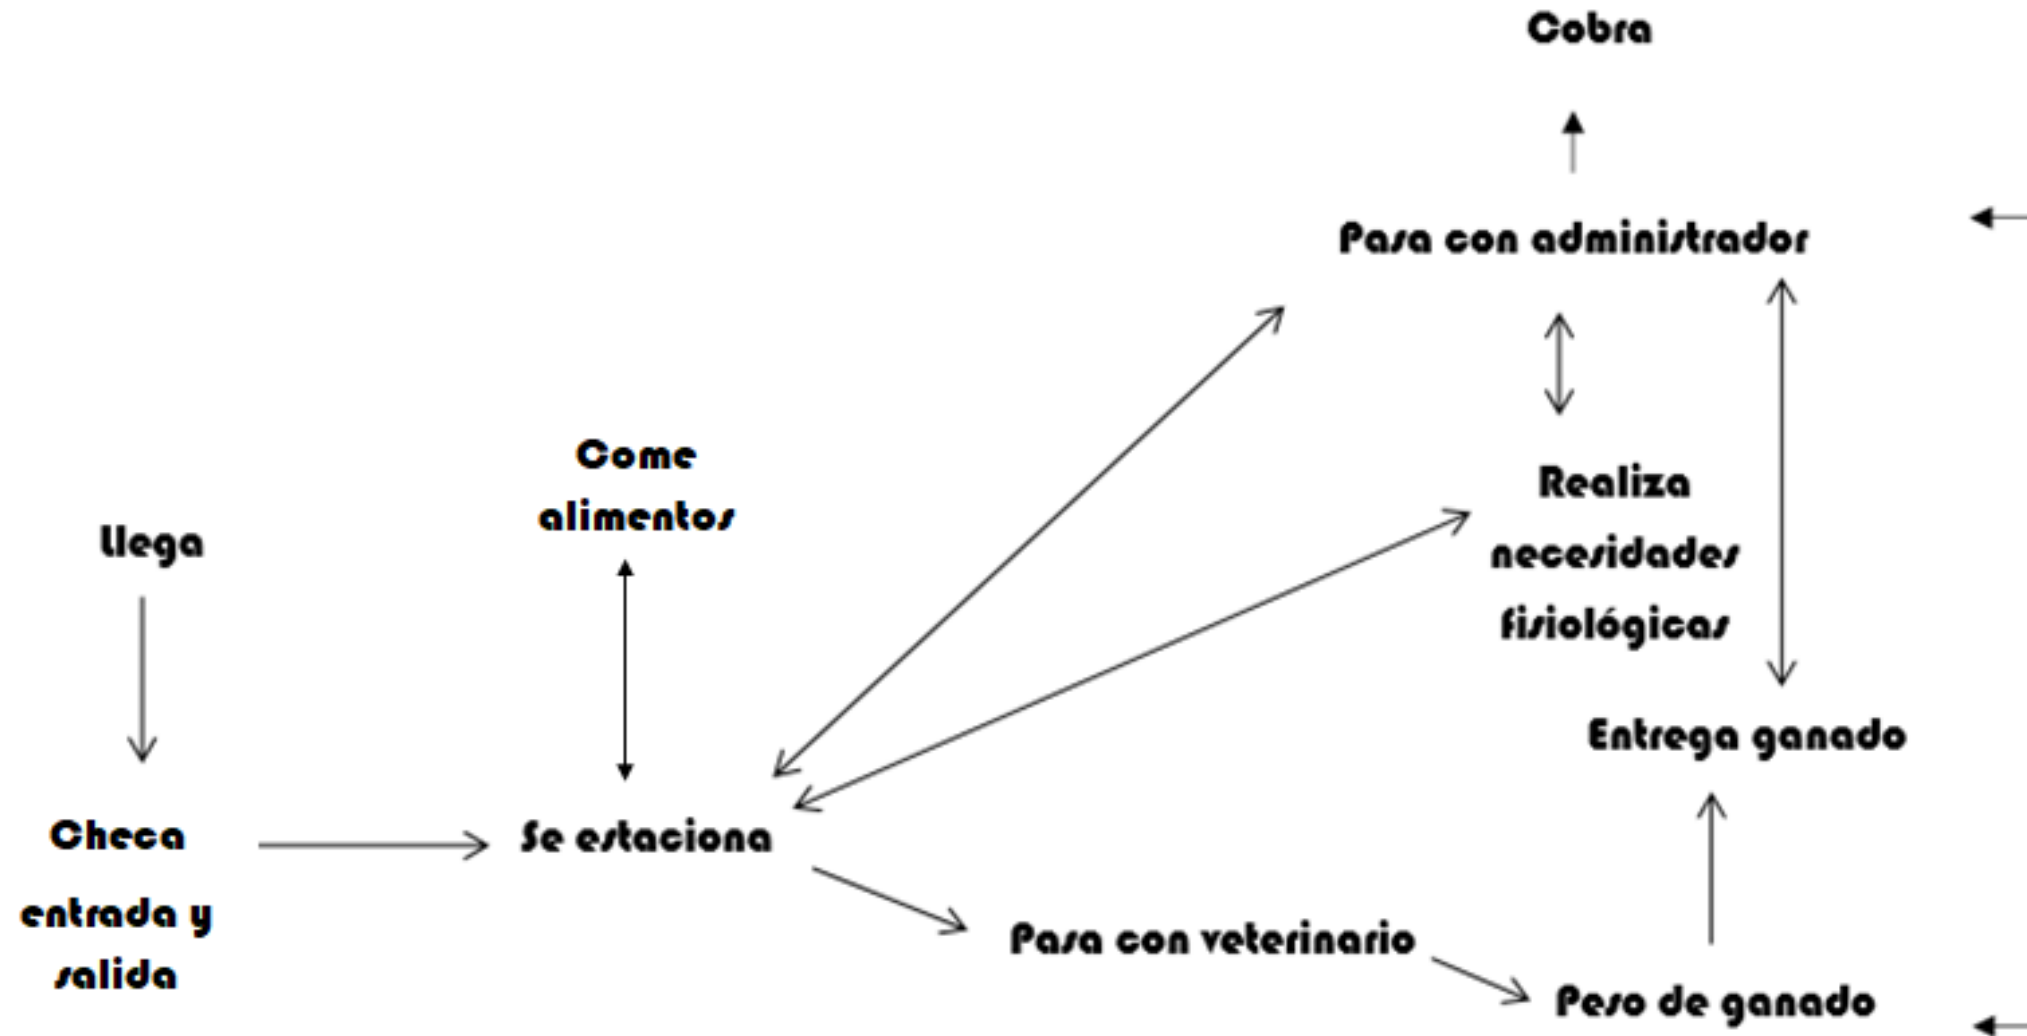 Cobra
Pasa con administrador
Come
alimentos
Realiza
necesidades
fisiológicas
Llega
Entrega ganado
Checa
entrada y
salida
Se estaciona
Pasa con veterinario
Peso de ganado